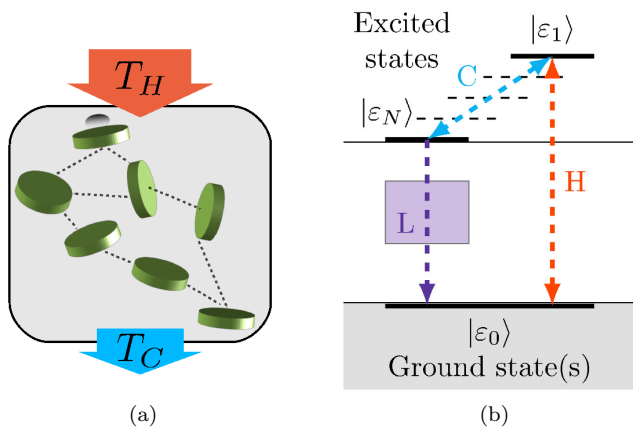 T_H
T_C
(a)
Excited
states
|ε_1⟩
C
|ε_N⟩
H
L
|ε_0⟩
Ground state(s)
(b)